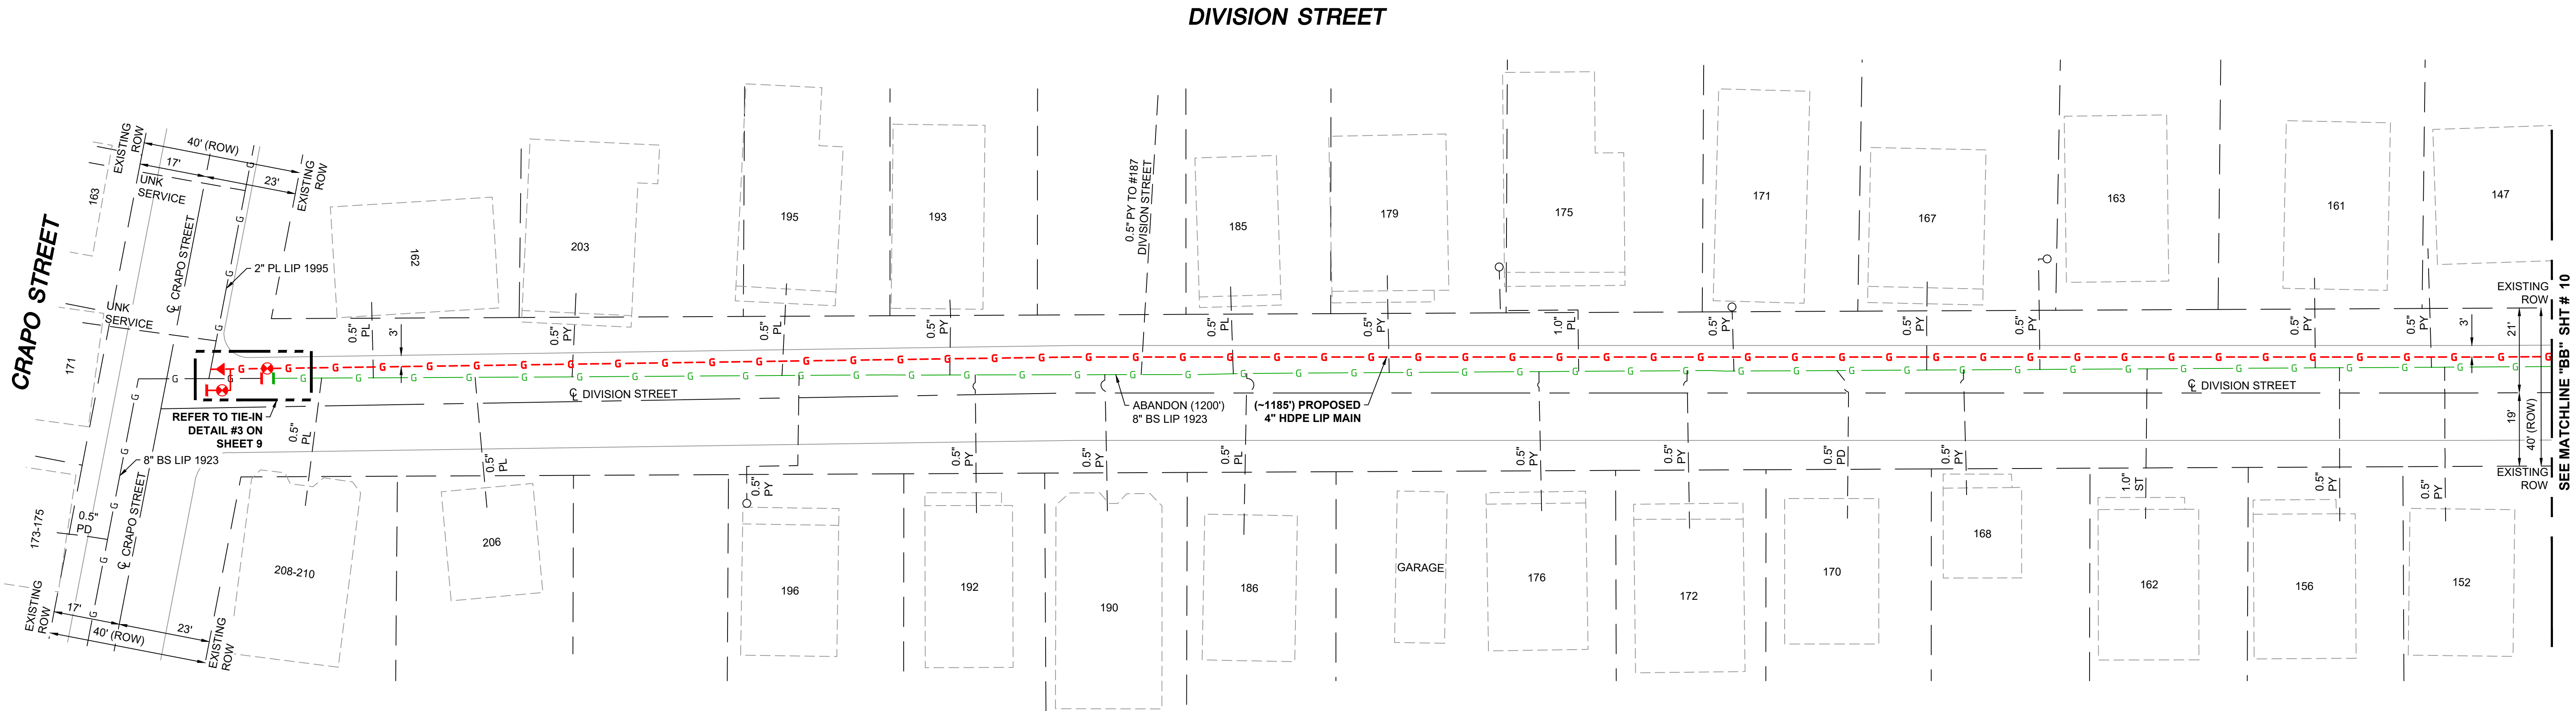 DIVISION STREET
CRAPO STREET
EXISTING
ROW
40' (ROW)
17'
23'
EXISTING
ROW
UNK
SERVICE
163
℄ CRAPO STREET
2" PL LIP 1995
UNK
SERVICE
171
162
203
195
193
0.5" PY TO #187
DIVISION STREET
185
179
175
171
167
163
161
147
0.5"
PL
3'
0.5"
PY
0.5"
PL
0.5"
PY
0.5"
PL
0.5"
PY
1.0"
PL
0.5"
PY
0.5"
PY
0.5"
PY
0.5"
PY
0.5"
PY
3'
21'
EXISTING
ROW
SEE MATCHLINE "BB" SHT # 10
G G G G G G G G G G G G G G G G G G G G G G G G G G G G G G G G G G G G G G G G G G G G G G G G G
℄ DIVISION STREET
℄ DIVISION STREET
ABANDON (1200')
8" BS LIP 1923
(~1185') PROPOSED
4" HDPE LIP MAIN
REFER TO TIE-IN
DETAIL #3 ON
SHEET 9
8" BS LIP 1923
19'
40' (ROW)
EXISTING
ROW
0.5"
PL
0.5"
PL
0.5"
PY
0.5"
PY
0.5"
PY
0.5"
PL
0.5"
PY
0.5"
PY
0.5"
PD
0.5"
PY
1.0"
ST
0.5"
PY
0.5"
PY
0.5"
PD
173-175
℄ CRAPO STREET
208-210
206
196
192
190
186
GARAGE
176
172
170
168
162
156
152
EXISTING
ROW
17'
40' (ROW)
23'
EXISTING
ROW